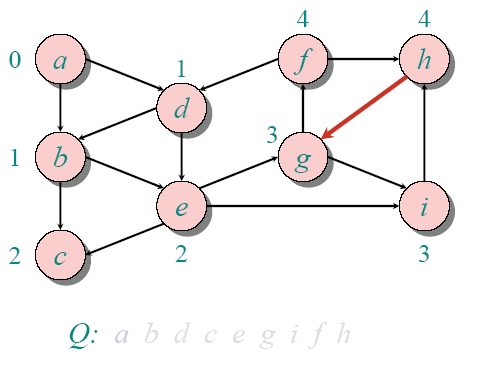 4 4
0 a f h
1
d
3
1 b g
e i
2 c 2 3
Q: a b d c e g i f h